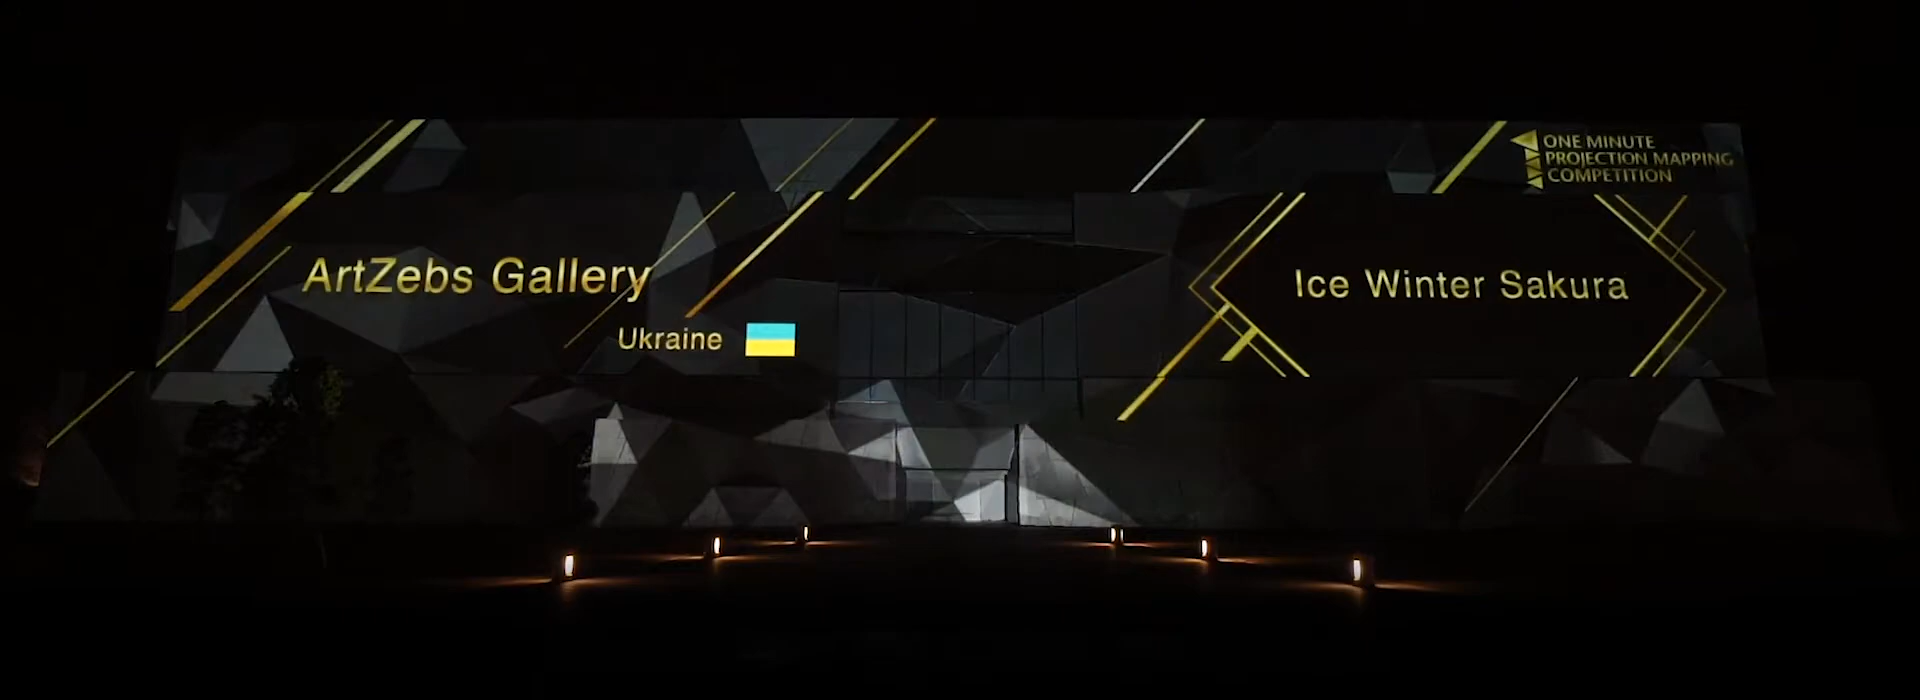 ArtZebs Gallery
Ukraine
Ice Winter Sakura
ONE MINUTE
PROJECTION MAPPING
COMPETITION